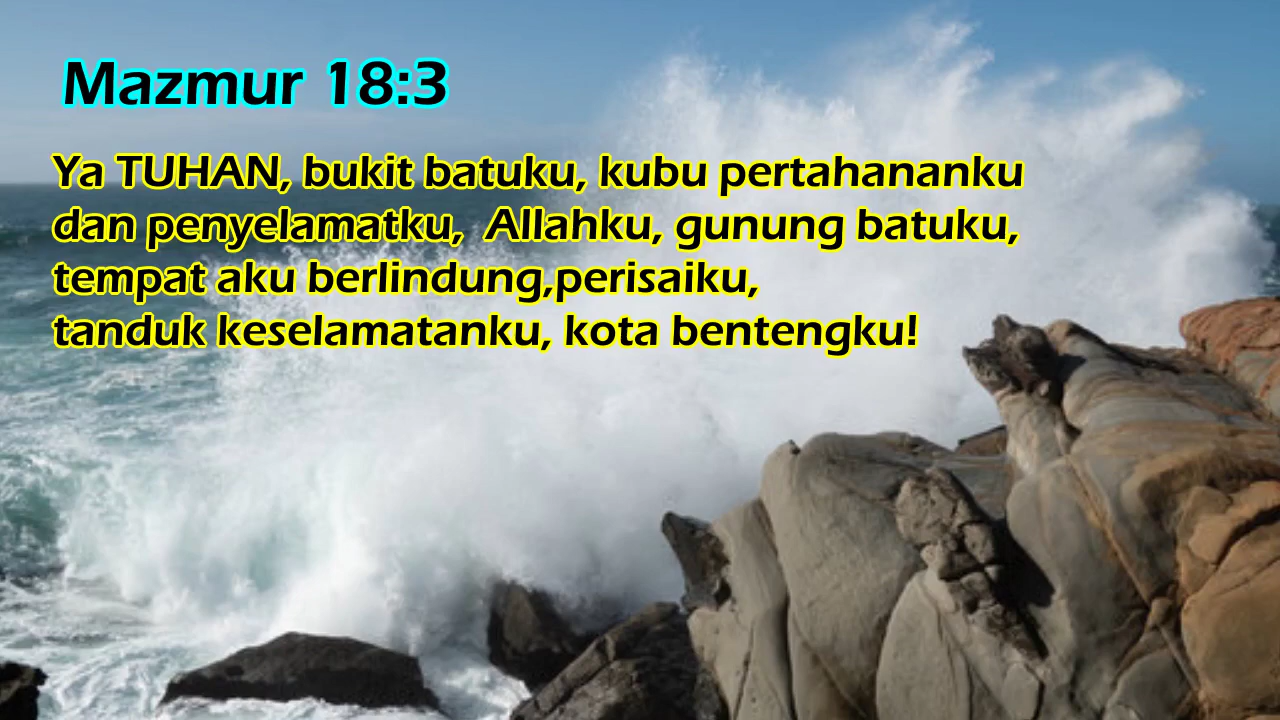 Mazmur 18:3
Ya TUHAN, bukit batuku, kubu pertahananku
dan penyelamatku,  Allahku, gunung batuku,
tempat aku berlindung,perisaiku,
tanduk keselamatanku, kota bentengku!